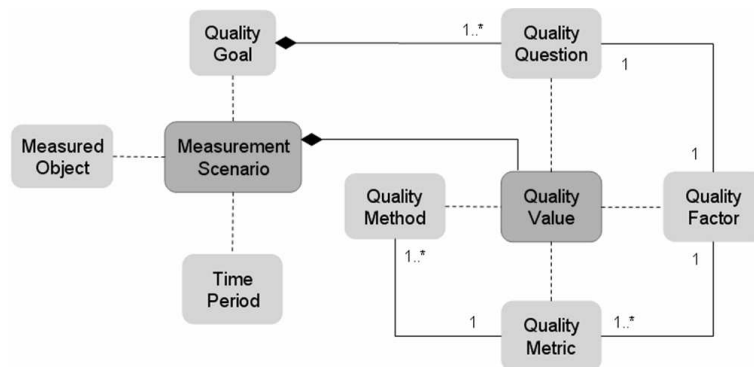 Quality
Goal
1..*
Quality
Question
1
Measured
Object
Measurement
Scenario
1
Quality
Method
Quality
Value
Quality
Factor
1..*
1
Time
Period
1
Quality
Metric
1..*